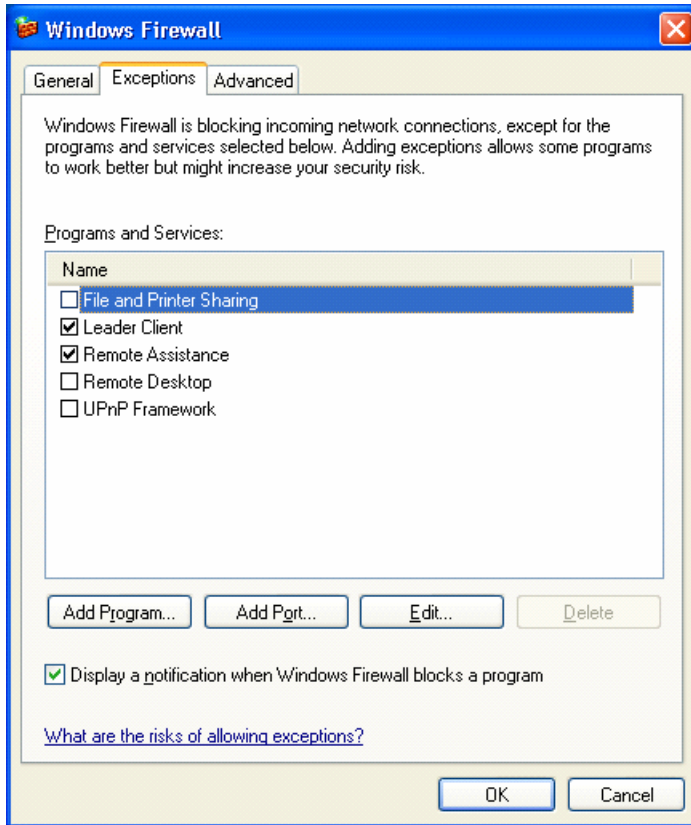 Windows Firewall
General Exceptions Advanced
Windows Firewall is blocking incoming network connections, except for the
programs and services selected below. Adding exceptions allows some programs
to work better but might increase your security risk.
Programs and Services:
Name
File and Printer Sharing
Leader Client
Remote Assistance
Remote Desktop
UPnP Framework
Add Program... Add Port... Edit... Delete
Display a notification when Windows Firewall blocks a program
What are the risks of allowing exceptions?
OK Cancel